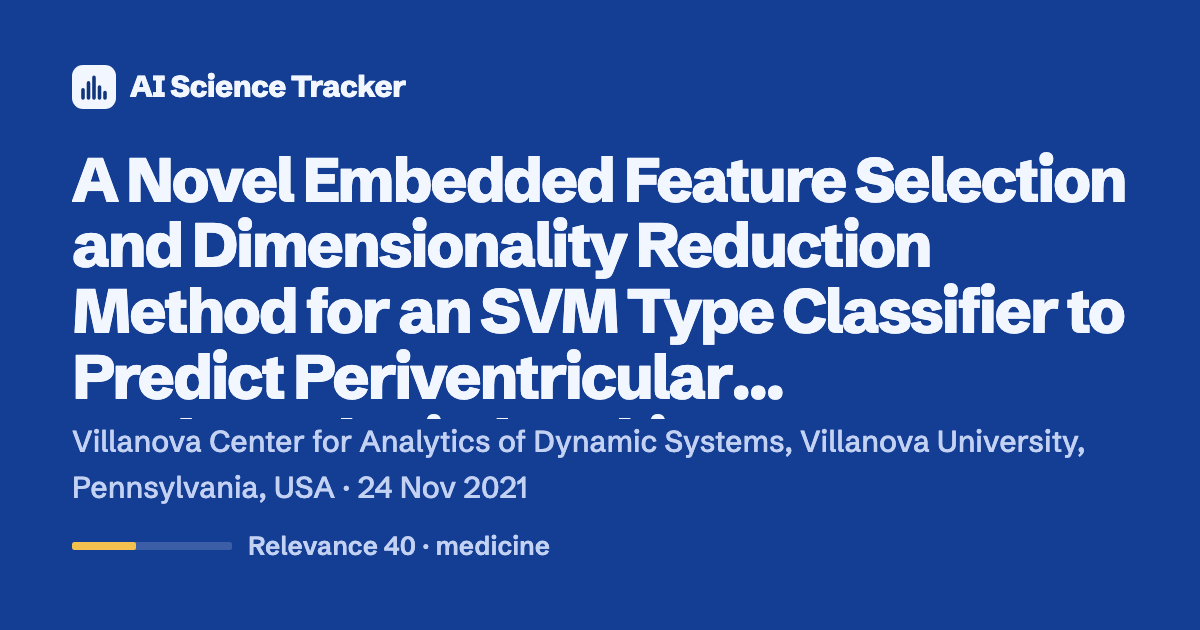 AI Science Tracker
A Novel Embedded Feature Selection
and Dimensionality Reduction
Method for an SVM Type Classifier to
Predict Periventricular...
Villanova Center for Analytics of Dynamic Systems, Villanova University,
Pennsylvania, USA · 24 Nov 2021
Relevance 40 · medicine